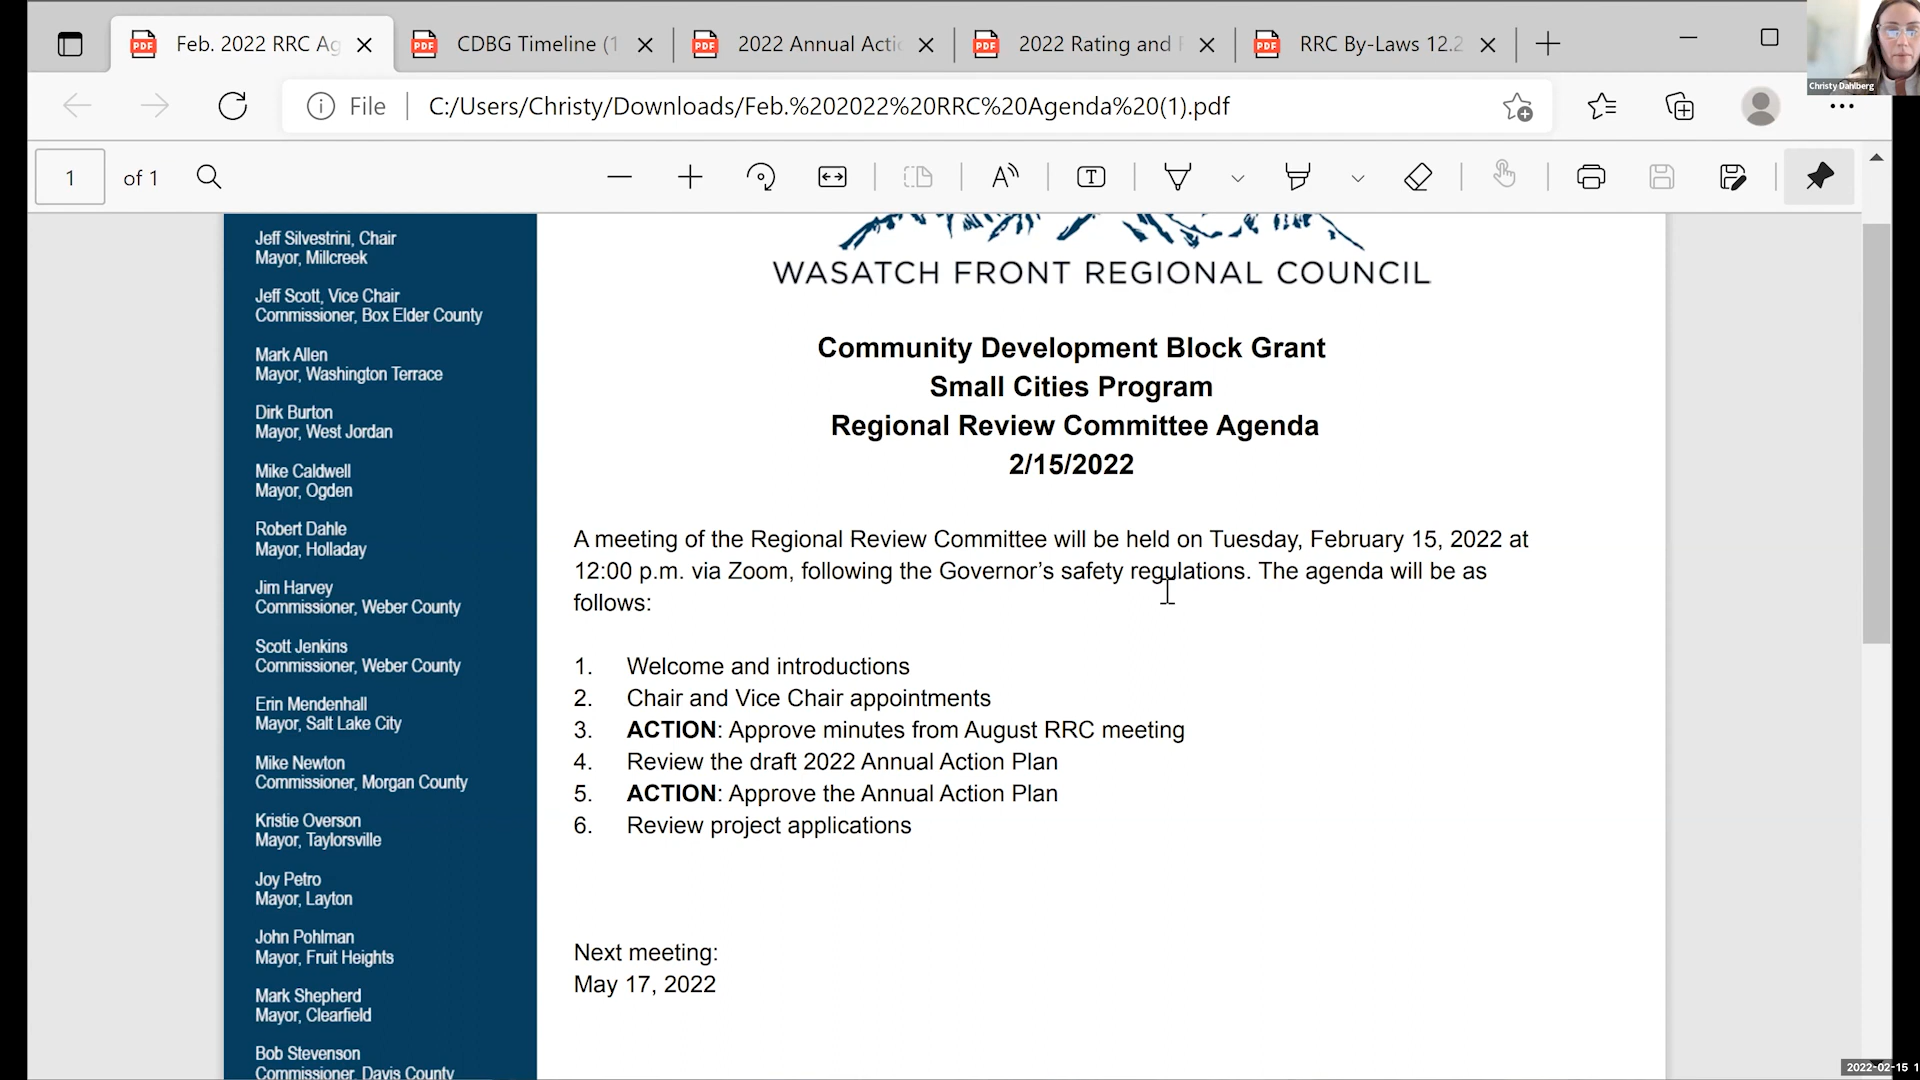 Feb. 2022 RRC Ag
CDBG Timeline (1
2022 Annual Acti
2022 Rating and
RRC By-Laws 12.2
Christy Dahlberg
File
C:/Users/Christy/Downloads/Feb.%202022%20RRC%20Agenda%20(1).pdf
1 of 1
Jeff Silvestrini, Chair
Mayor, Millcreek
Jeff Scott, Vice Chair
Commissioner, Box Elder County
Mark Allen
Mayor, Washington Terrace
Dirk Burton
Mayor, West Jordan
Mike Caldwell
Mayor, Ogden
Robert Dahle
Mayor, Holladay
Jim Harvey
Commissioner, Weber County
Scott Jenkins
Commissioner, Weber County
Erin Mendenhall
Mayor, Salt Lake City
Mike Newton
Commissioner, Morgan County
Kristie Overson
Mayor, Taylorsville
Joy Petro
Mayor, Layton
John Pohlman
Mayor, Fruit Heights
Mark Shepherd
Mayor, Clearfield
Bob Stevenson
Commissioner, Davis County
WASATCH FRONT REGIONAL COUNCIL
Community Development Block Grant
Small Cities Program
Regional Review Committee Agenda
2/15/2022
A meeting of the Regional Review Committee will be held on Tuesday, February 15, 2022 at
12:00 p.m. via Zoom, following the Governor’s safety regulations. The agenda will be as
follows:
1. Welcome and introductions
2. Chair and Vice Chair appointments
3. ACTION: Approve minutes from August RRC meeting
4. Review the draft 2022 Annual Action Plan
5. ACTION: Approve the Annual Action Plan
6. Review project applications
Next meeting:
May 17, 2022
2022-02-15 1